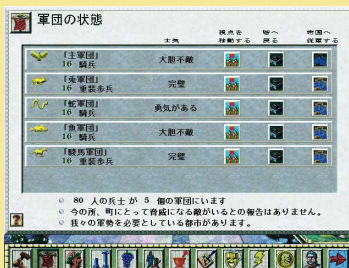 軍団の状態
士気
視点を
移動する
砦へ
戻る
帝国へ
従軍する
「主軍団」
16 騎兵
大胆不敵
「兎軍団」
16 重装歩兵
完璧
「蛇軍団」
16 騎兵
勇気がある
「魚軍団」
16 騎兵
大胆不敵
「駿馬軍団」
16 重装歩兵
完璧
80 人の兵士 が 5 個の軍団にいます
今の所、町にとって脅威になる敵がいるとの報告はありません。
我々の軍勢を必要としている都市があります。
?